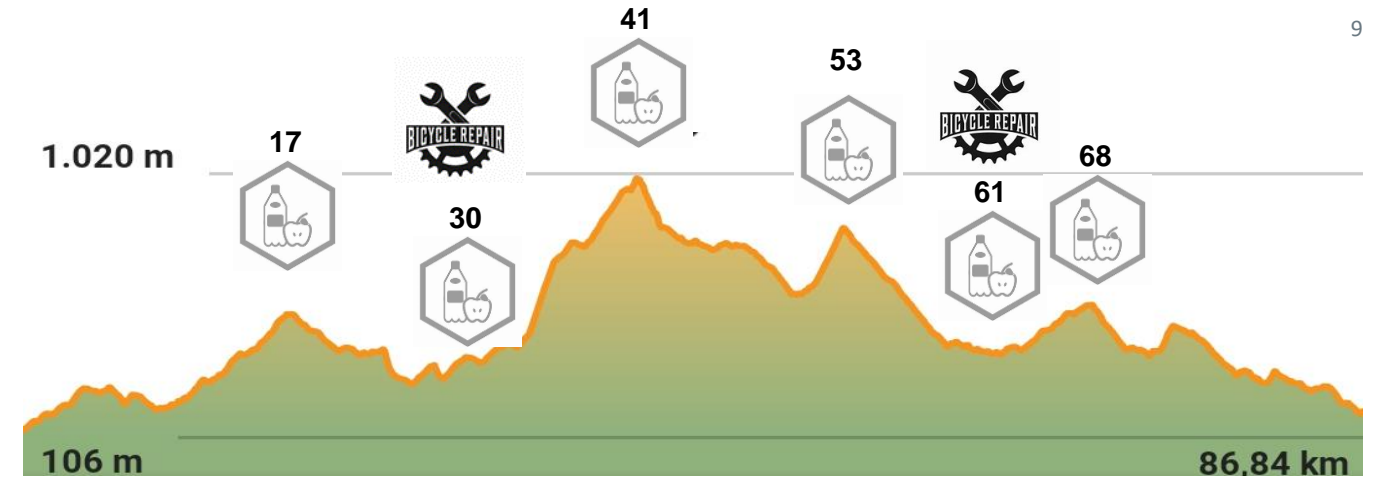 9
41
53
BICYCLE REPAIR
BICYCLE REPAIR
17
1.020 m
68
61
30
106 m
86,84 km